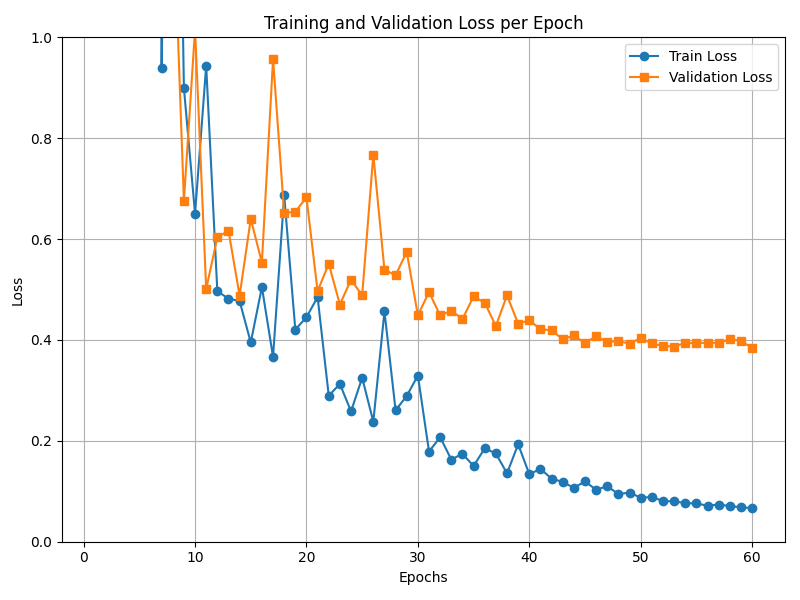 Training and Validation Loss per Epoch
Train Loss
Validation Loss
1.0
0.8
0.6
0.4
0.2
0.0
Loss
0 10 20 30 40 50 60
Epochs